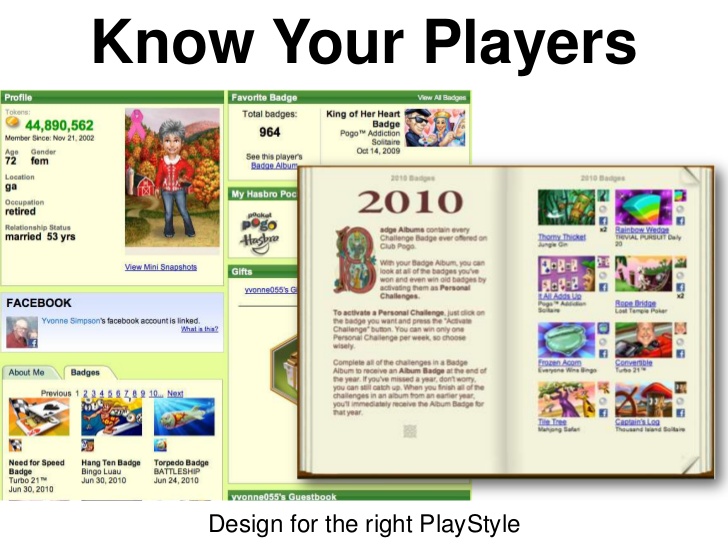 Know Your Players
Profile
Tokens:
44,890,562
Member Since: Nov 21, 2002
Age Gender
72 fem
Location
ga
Occupation
retired
Relationship Status
married 53 yrs
View Mini Snapshots
FACEBOOK
Yvonne Simpson's facebook account is linked.
What is this?
About Me Badges
Previous 1 2 3 4 5 6 7 8 9 10... Next
Need for Speed
Badge
Turbo 21™
Jun 30, 2010
Hang Ten Badge
Bingo Luau
Jun 30, 2010
Torpedo Badge
BATTLESHIP
Jun 24, 2010
Favorite Badge View All Badges
Total badges:
964
See this player's
Badge Album
King of Her Heart
Badge
Pogo™ Addiction
Solitaire
Oct 14, 2009
My Hasbro Poc
pocket
pogo
Hasbro
Gifts
yvonne055's G
yvonne055's Guestbook
2010 Badges
2010
Badge Albums contain every
Challenge Badge ever offered on
Club Pogo.
With your Badge Album, you can
look at all of the badges you've
won and even win old badges by
activating them as Personal
Challenges.
To activate a Personal Challenge, just click on
the badge you want and press the "Activate
Challenge" button. You can win only one
Personal Challenge per week, so choose
wisely.
Complete all of the challenges in a Badge
Album to receive an Album Badge at the end of
the year. If you've missed a year, don't worry,
you can still catch up. When you finish all of the
challenges in an album from an earlier year,
you'll immediately receive the Album Badge for
that year.
2010 Badges
x2
Thorny Thicket
Jungle Gin
Rainbow Wedge
TRIVIAL PURSUIT Daily
20
It All Adds Up
Pogo™ Addiction
Solitaire
x2
Rope Bridge
Lost Temple Poker
Frozen Acorn
Everyone Wins Bingo
Convertible
Turbo 21™
Title Tree
Mahjong Safari
Captain's Log
Thousand Island Solitaire
Design for the right PlayStyle